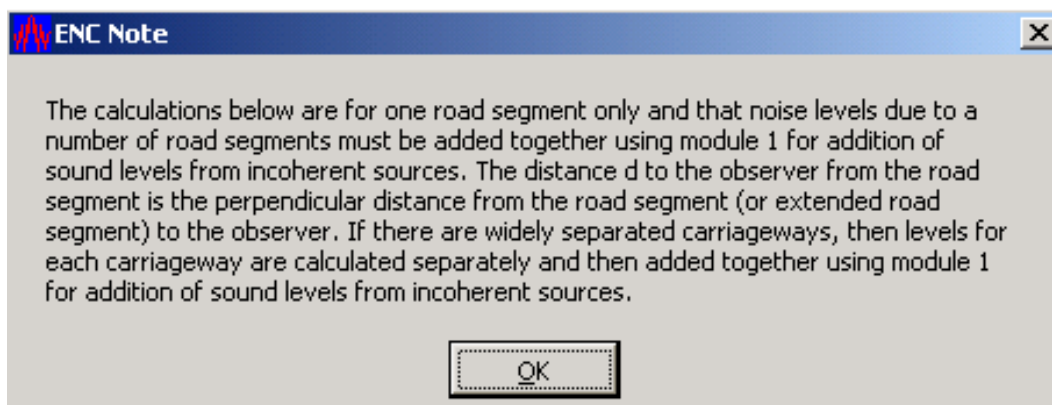 ENC Note
The calculations below are for one road segment only and that noise levels due to a
number of road segments must be added together using module 1 for addition of
sound levels from incoherent sources. The distance d to the observer from the road
segment is the perpendicular distance from the road segment (or extended road
segment) to the observer. If there are widely separated carriageways, then levels for
each carriageway are calculated separately and then added together using module 1
for addition of sound levels from incoherent sources.
OK